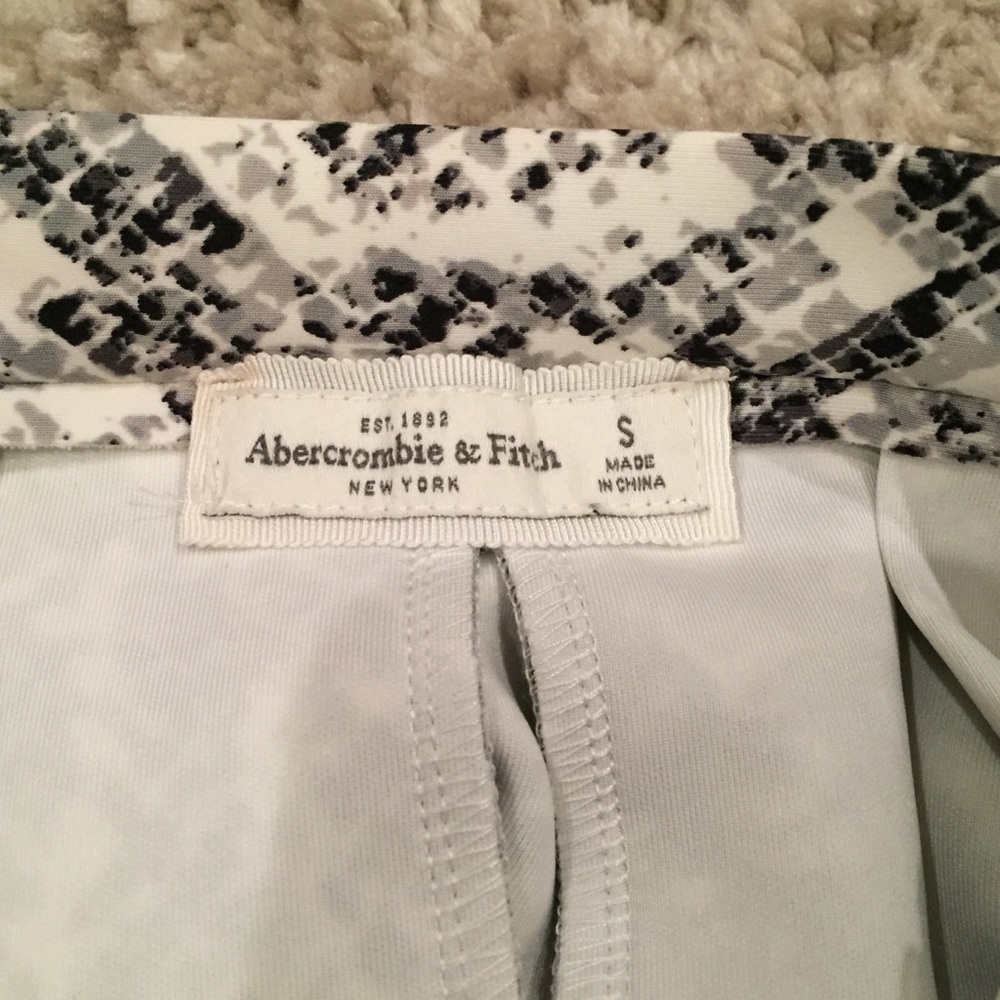 EST. 1892
Abercrombie & Fitch
NEW YORK
S
MADE
IN CHINA